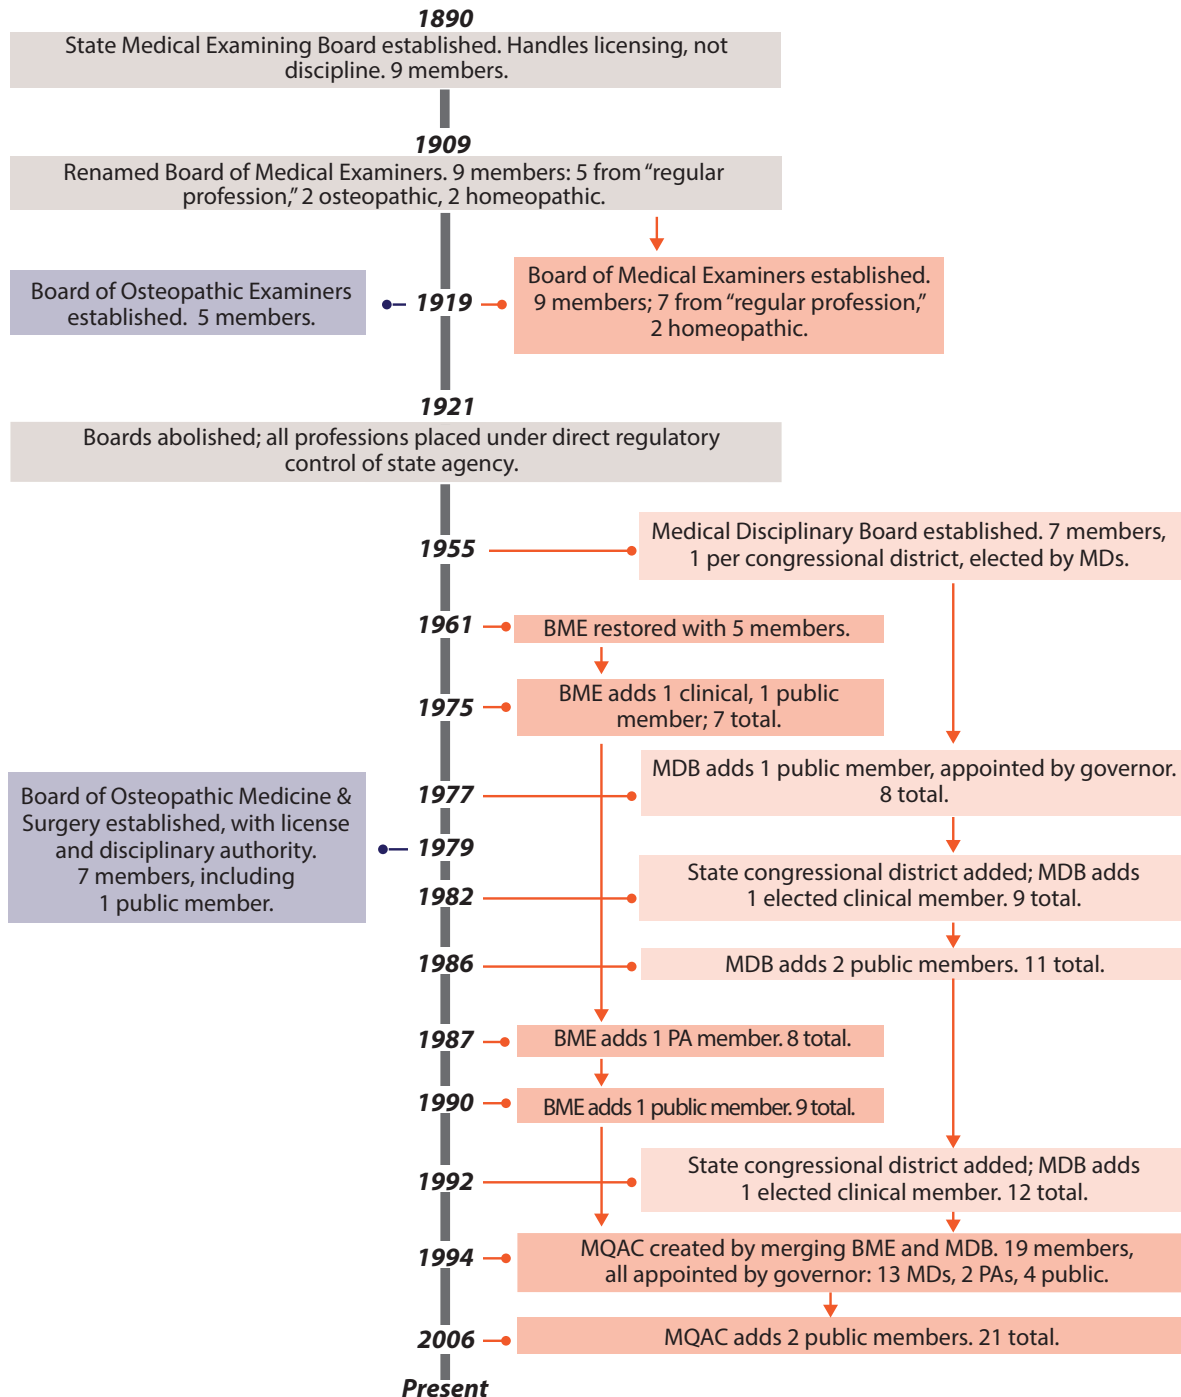 1890
State Medical Examining Board established. Handles licensing, not
discipline. 9 members.
1909
Renamed Board of Medical Examiners. 9 members: 5 from “regular
profession,” 2 osteopathic, 2 homeopathic.
Board of Osteopathic Examiners
established.  5 members.
1919
Board of Medical Examiners established.
9 members; 7 from “regular profession,”
2 homeopathic.
1921
Boards abolished; all professions placed under direct regulatory
control of state agency.
1955
Medical Disciplinary Board established. 7 members,
1 per congressional district, elected by MDs.
1961
BME restored with 5 members.
1975
BME adds 1 clinical, 1 public
member; 7 total.
1977
MDB adds 1 public member, appointed by governor.
8 total.
Board of Osteopathic Medicine &
Surgery established, with license
and disciplinary authority.
7 members, including
1 public member.
1979
1982
State congressional district added; MDB adds
1 elected clinical member. 9 total.
1986
MDB adds 2 public members. 11 total.
1987
BME adds 1 PA member. 8 total.
1990
BME adds 1 public member. 9 total.
1992
State congressional district added; MDB adds
1 elected clinical member. 12 total.
1994
MQAC created by merging BME and MDB. 19 members,
all appointed by governor: 13 MDs, 2 PAs, 4 public.
2006
MQAC adds 2 public members. 21 total.
Present